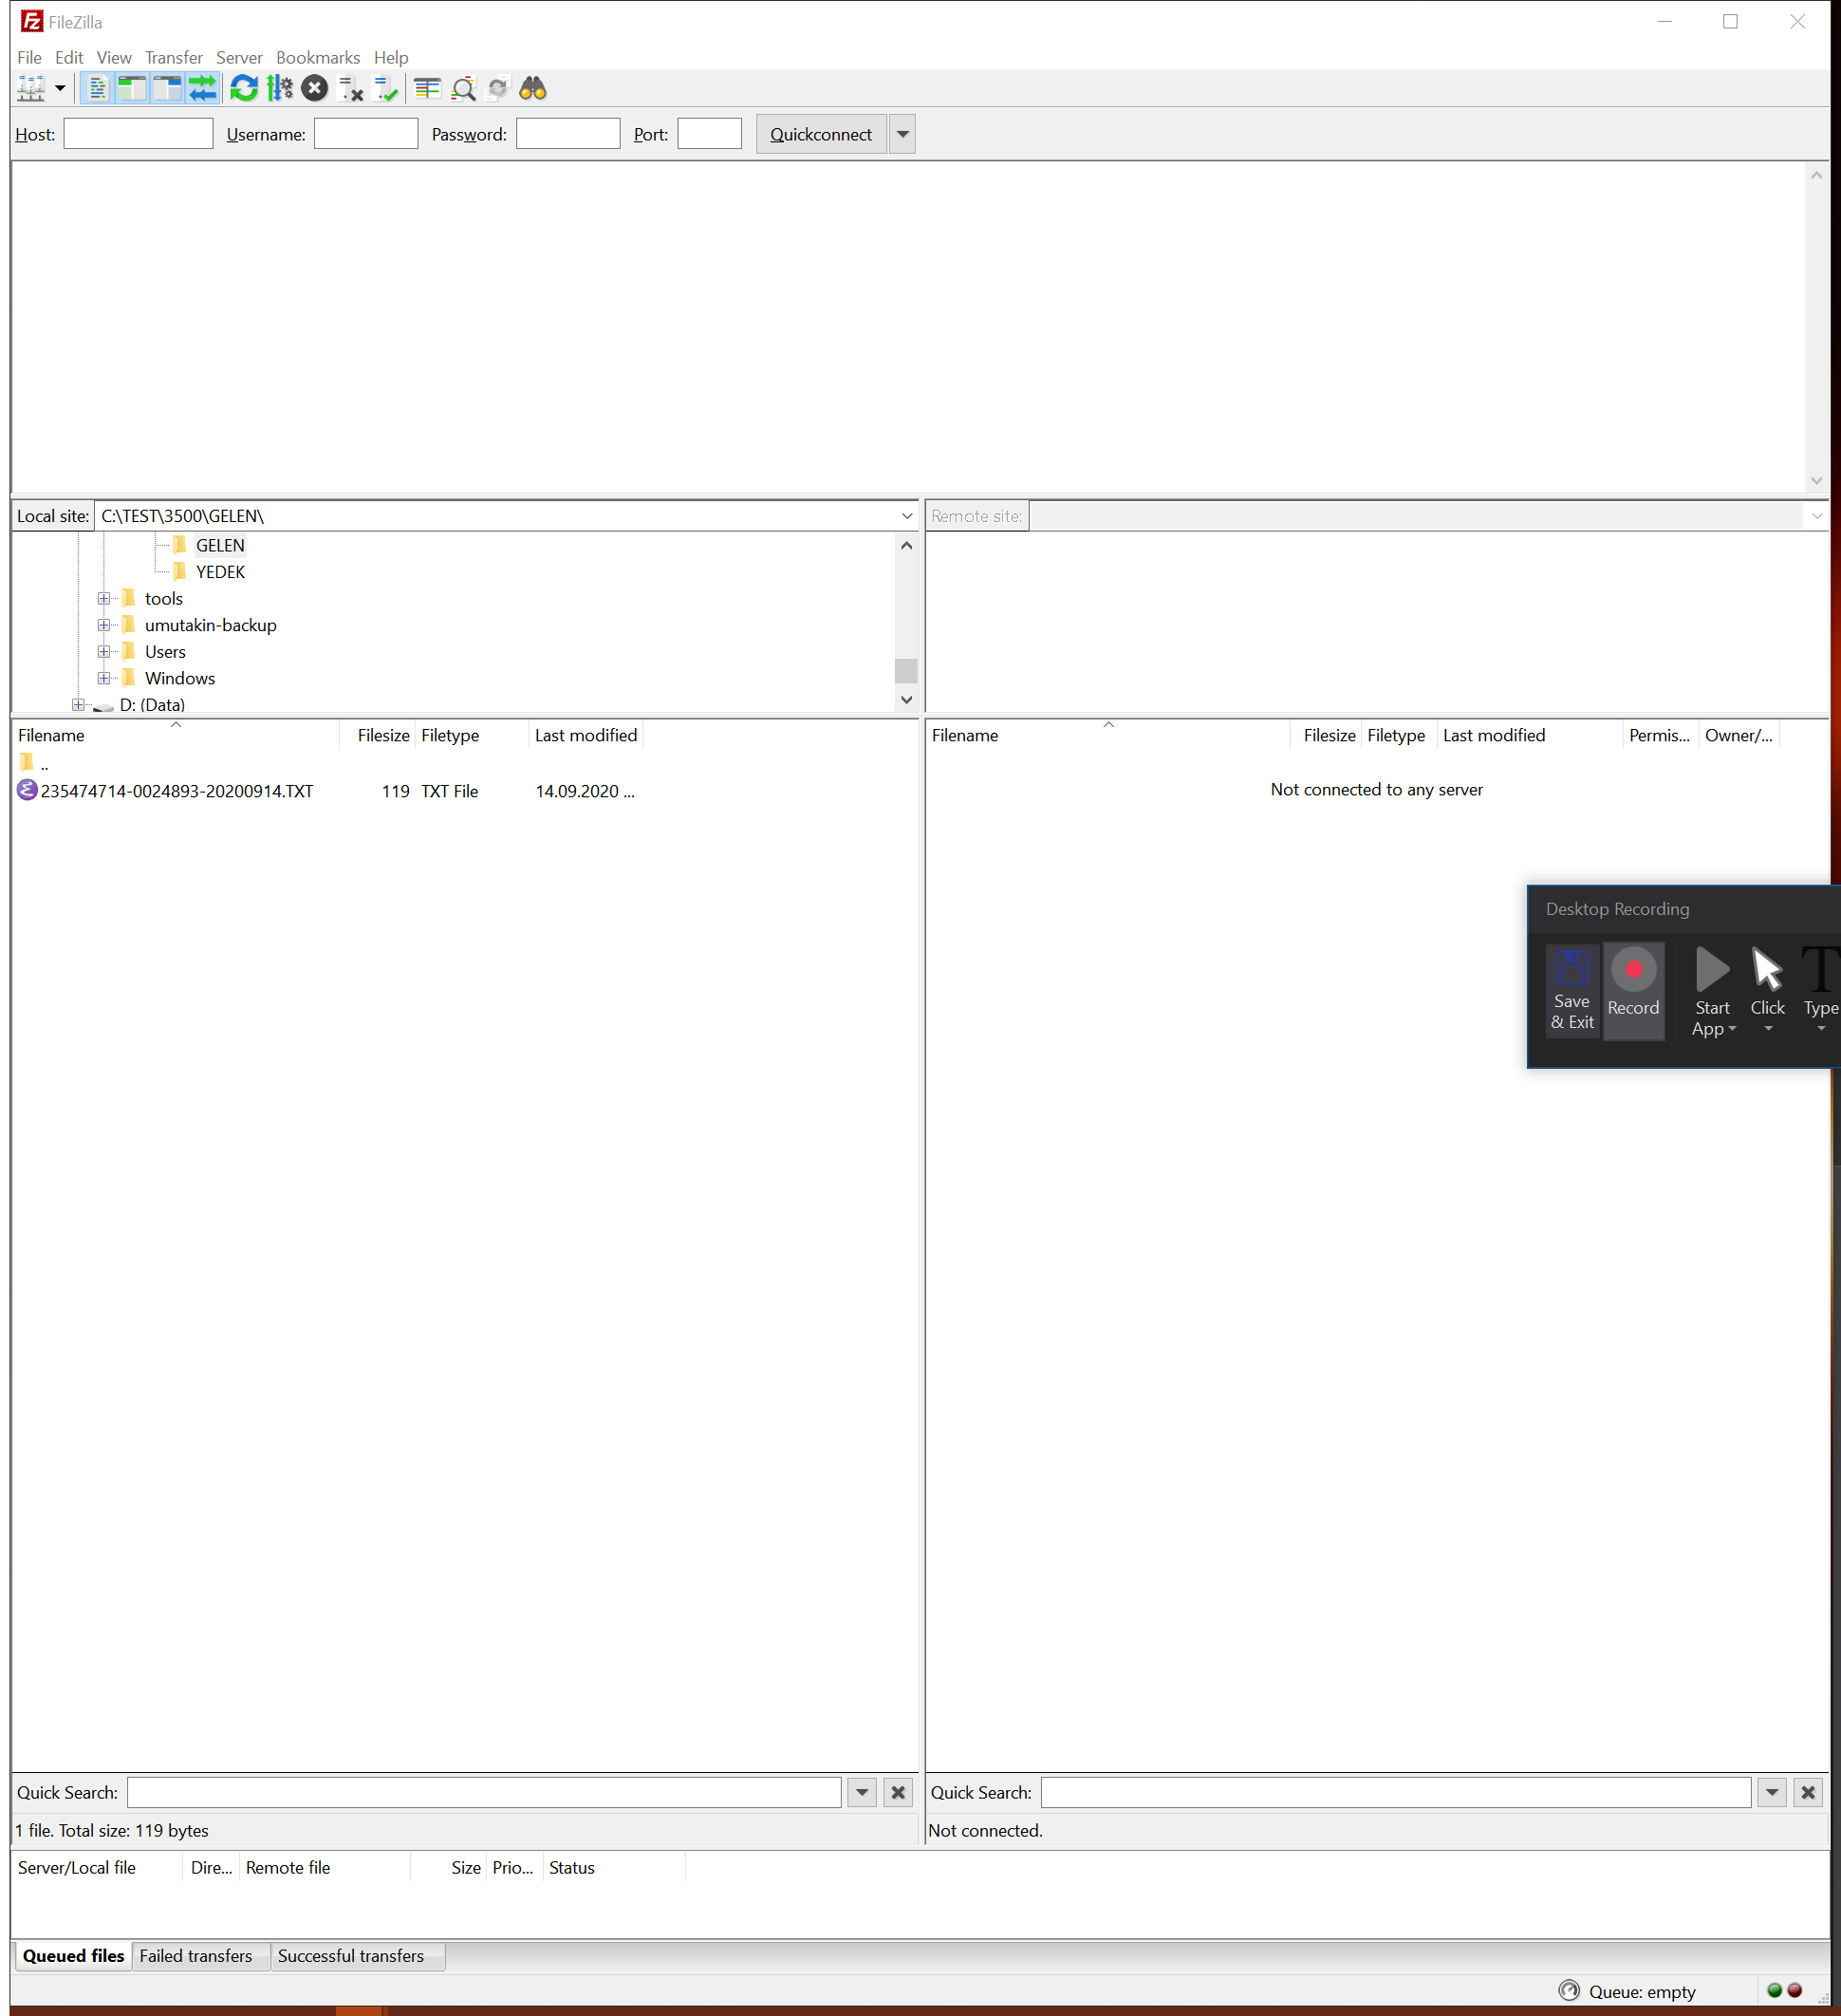 FileZilla
File Edit View Transfer Server Bookmarks Help
Host: Username: Password: Port: Quickconnect
Local site: C:\TEST\3500\GELEN\
Remote site:
GELEN
YEDEK
tools
umutakin-backup
Users
Windows
D: (Data)
Filename Filesize Filetype Last modified
..
235474714-0024893-20200914.TXT 119 TXT File 14.09.2020 ...
Filename Filesize Filetype Last modified Permis... Owner/...
Not connected to any server
Desktop Recording
Save & Exit
Record
Start App
Click
Type
Quick Search:
1 file. Total size: 119 bytes
Quick Search:
Not connected.
Server/Local file Dire... Remote file Size Prio... Status
Queued files Failed transfers Successful transfers
Queue: empty